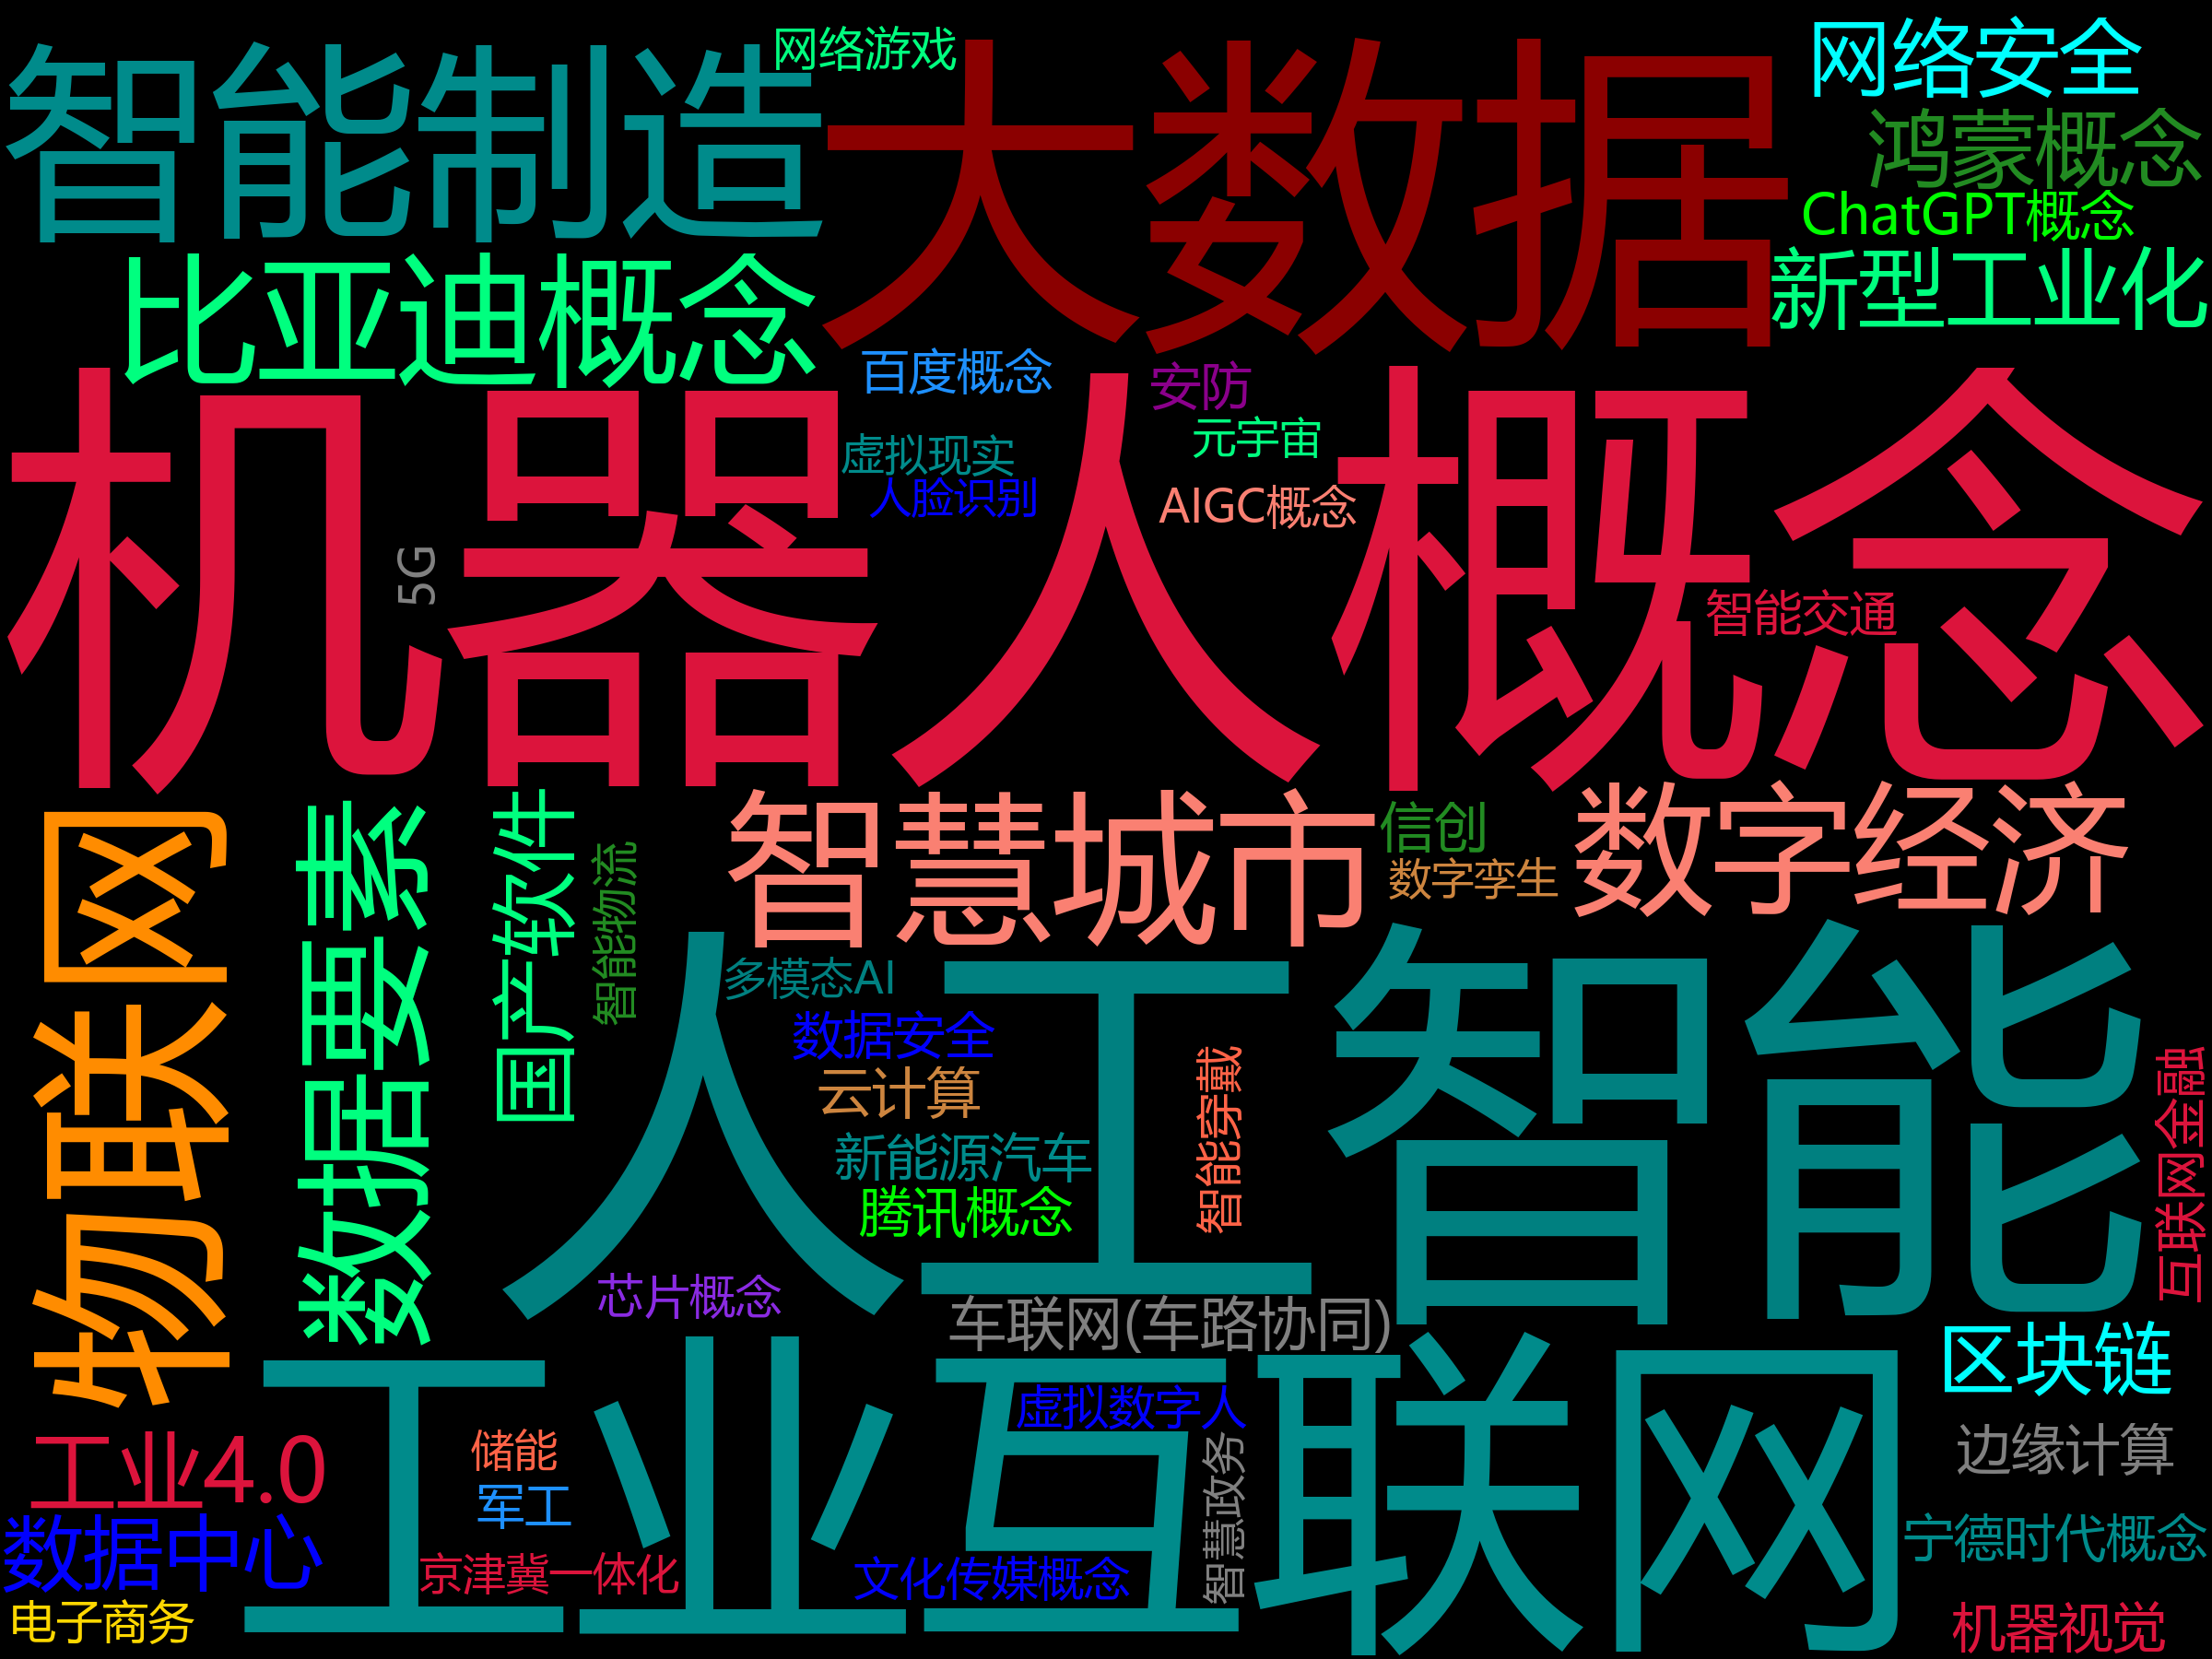 网络游戏
网络安全
智能制造
大数据
鸿蒙概念
ChatGPT概念
新型工业化
比亚迪概念
百度概念
安防
元宇宙
虚拟现实
人脸识别
AIGC概念
机器人概念
5G
智能交通
物联网
数据要素
国产软件
智能物流
智慧城市
信创
数字孪生
数字经济
多模态AI
数据安全
云计算
新能源汽车
腾讯概念
智能穿戴
人工智能
互联网金融
芯片概念
车联网(车路协同)
区块链
工业互联网
虚拟数字人
智慧政务
工业4.0
储能
军工
边缘计算
数据中心
京津冀一体化
文化传媒概念
宁德时代概念
电子商务
机器视觉